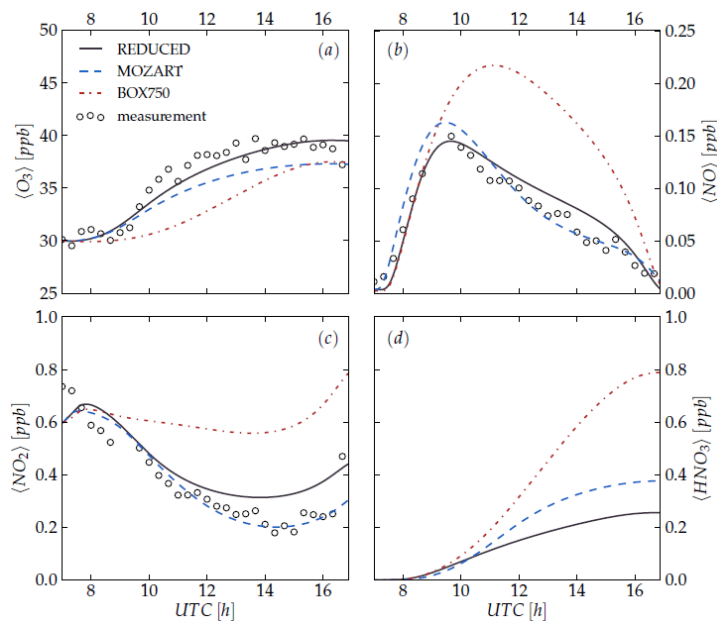 8 10 12 14 16
8 10 12 14 16
50
45
40
35
30
25
⟨O₃⟩ [ppb]
(a)
REDUCED
MOZART
BOX750
measurement
(b)
0.25
0.20
0.15
0.10
0.05
0.00
⟨NO⟩ [ppb]
1.0
0.8
0.6
0.4
0.2
0.0
⟨NO₂⟩ [ppb]
(c)
(d)
1.0
0.8
0.6
0.4
0.2
0.0
⟨HNO₃⟩ [ppb]
8 10 12 14 16
8 10 12 14 16
UTC [h]
UTC [h]